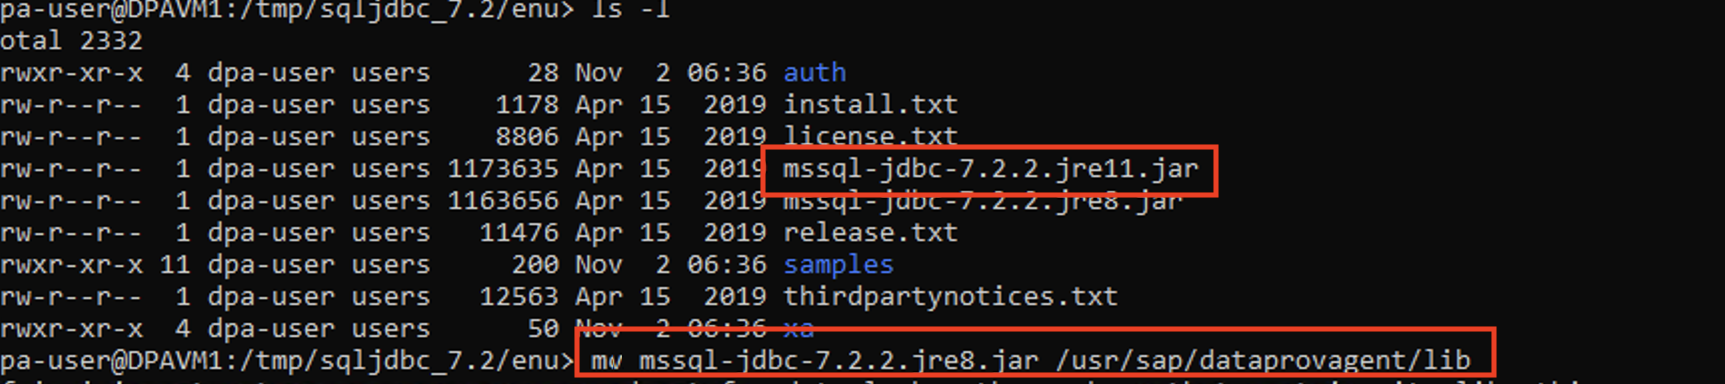 pa-user@DPAVM1:/tmp/sqljdbc_7.2/enu> ls -l
otal 2332
rwxr-xr-x 4 dpa-user users 28 Nov 2 06:36 auth
rw-r--r-- 1 dpa-user users 1178 Apr 15 2019 install.txt
rw-r--r-- 1 dpa-user users 8806 Apr 15 2019 license.txt
rw-r--r-- 1 dpa-user users 1173635 Apr 15 2019 mssql-jdbc-7.2.2.jre11.jar
rw-r--r-- 1 dpa-user users 1163656 Apr 15 2019 mssql-jdbc-7.2.2.jre8.jar
rw-r--r-- 1 dpa-user users 11476 Apr 15 2019 release.txt
rwxr-xr-x 11 dpa-user users 200 Nov 2 06:36 samples
rw-r--r-- 1 dpa-user users 12563 Apr 15 2019 thirdpartynotices.txt
rwxr-xr-x 4 dpa-user users 50 Nov 2 06:36 xa
pa-user@DPAVM1:/tmp/sqljdbc_7.2/enu> mw mssql-jdbc-7.2.2.jre8.jar /usr/sap/dataprovagent/lib